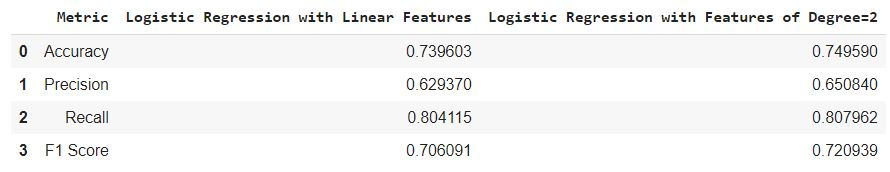 Metric Logistic Regression with Linear Features Logistic Regression with Features of Degree=2
0 Accuracy 0.739603 0.749590
1 Precision 0.629370 0.650840
2 Recall 0.804115 0.807962
3 F1 Score 0.706091 0.720939